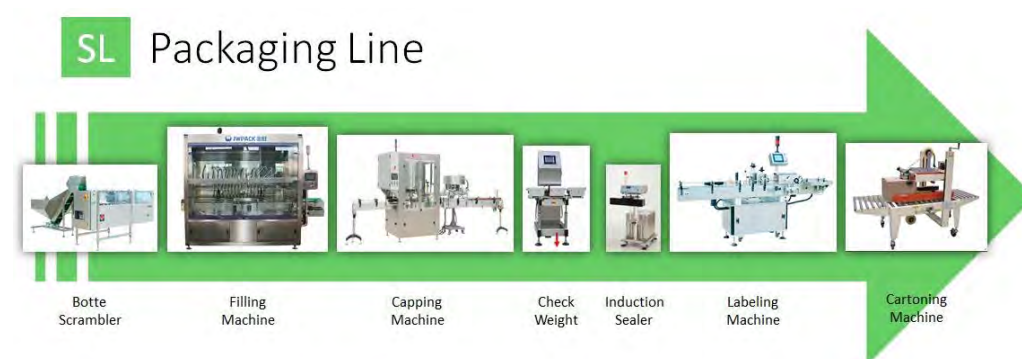 SL Packaging Line
Botte
Scrambler
Filling
Machine
Capping
Machine
Check
Weight
Induction
Sealer
Labeling
Machine
Cartoning
Machine